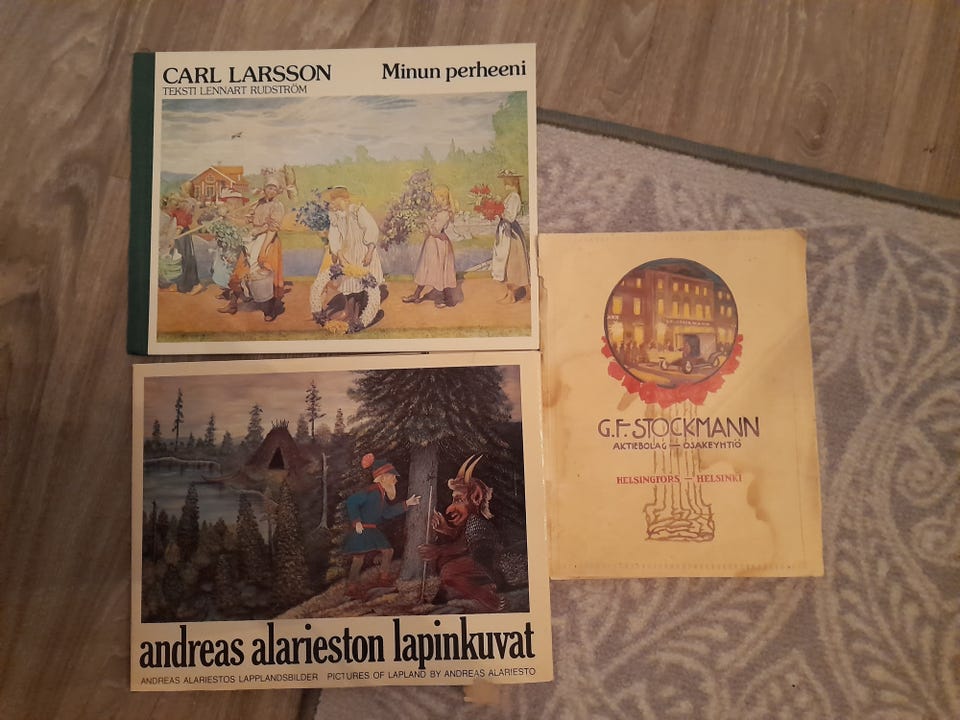 CARL LARSSON
TEKSTI LENNART RUDSTRÖM
Minun perheeni
andreas alarieston lapinkuvat
ANDREAS ALARIESTOS LAPPLANDSBILDER PICTURES OF LAPLAND BY ANDREAS ALARIESTO
G.F. STOCKMANN
AKTIEBOLAG — OSAKEYHTIÖ
HELSINGFORS — HELSINKI